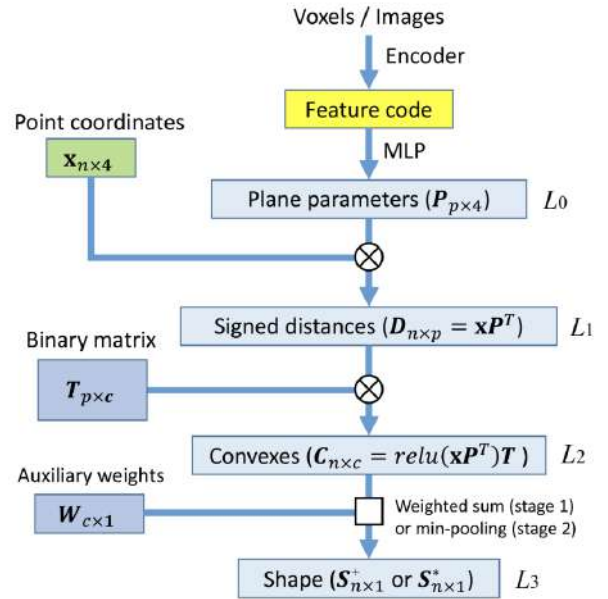 Voxels / Images
Encoder
Feature code
MLP
Point coordinates
x_{n×4}
Plane parameters (P_{p×4})
L0
Signed distances (D_{n×p} = xP^T)
L1
Binary matrix
T_{p×c}
Convexes (C_{n×c} = relu(xP^T)T )
L2
Auxiliary weights
W_{c×1}
Weighted sum (stage 1)
or min-pooling (stage 2)
Shape (S^+_{n×1} or S^*_{n×1})
L3